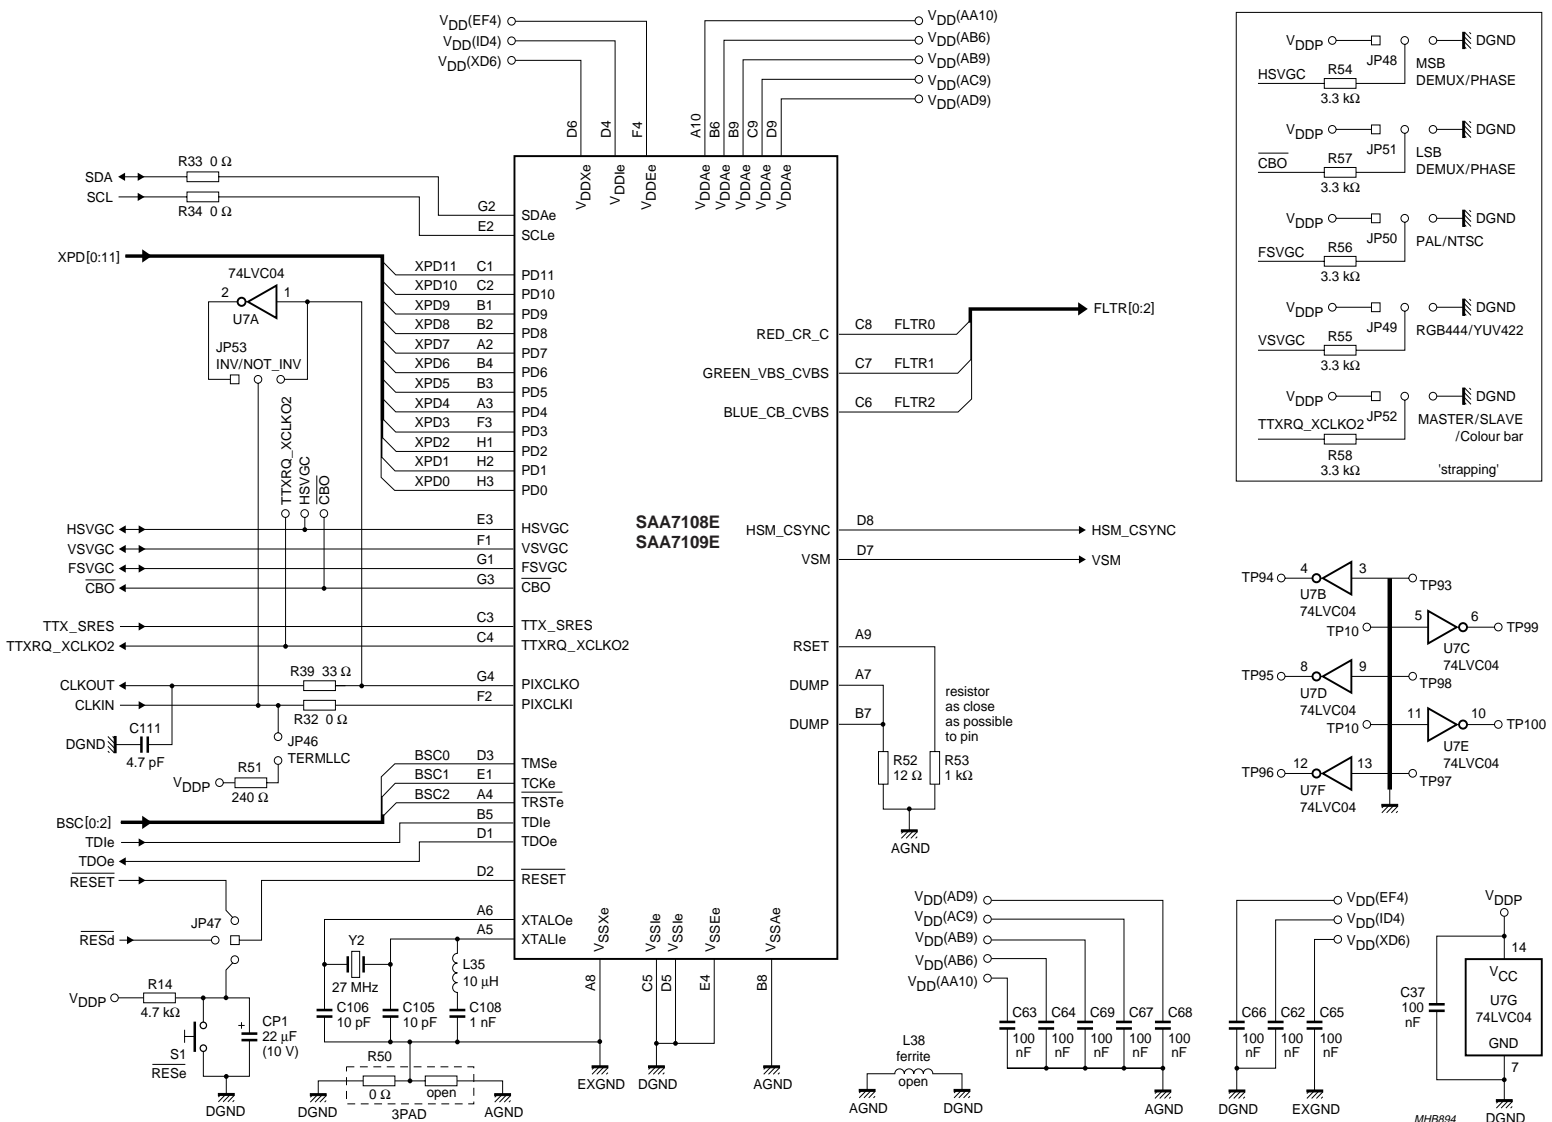 VDD(EF4)
VDD(ID4)
VDD(XD6)
VDD(AA10)
VDD(AB6)
VDD(AB9)
VDD(AC9)
VDD(AD9)
D6
D4
F4
A10
B6
B9
C9
D9
VDDXe
VDDIe
VDDEe
VDDAe
VDDAe
VDDAe
VDDAe
VDDAe
SDA
R33 0 Ω
SCL
R34 0 Ω
G2
SDAe
E2
SCLe
XPD[0:11]
74LVC04
2
1
U7A
JP53
INV/NOT_INV
XPD11 C1 PD11
XPD10 C2 PD10
XPD9 B1 PD9
XPD8 B2 PD8
XPD7 A2 PD7
XPD6 B4 PD6
XPD5 B3 PD5
XPD4 A3 PD4
XPD3 F3 PD3
XPD2 H1 PD2
XPD1 H2 PD1
XPD0 H3 PD0
TTXRQ_XCLKO2
HSVGC
CBO
HSVGC E3 HSVGC
VSVGC F1 VSVGC
FSVGC G1 FSVGC
CBO G3 CBO
TTX_SRES C3 TTX_SRES
TTXRQ_XCLKO2 C4 TTXRQ_XCLKO2
CLKOUT R39 33 Ω G4 PIXCLKO
CLKIN R32 0 Ω F2 PIXCLKI
C111
4.7 pF
DGND
JP46
TERMLLC
VDDP
R51
240 Ω
BSC0 D3 TMSe
BSC1 E1 TCKe
BSC2 A4 TRSTe
BSC[0:2]
B5 TDIe
D1 TDOe
TDIe
TDOe
RESET
D2 RESET
JP47
RESd
A6 XTALOe
A5 XTALIe
Y2
27 MHz
L35
10 μH
C106
10 pF
C105
10 pF
C108
1 nF
VDDP
R14
4.7 kΩ
S1
RESe
+
CP1
22 μF
(10 V)
DGND
R50
0 Ω
open
3PAD
DGND
AGND
VSSXe
VSSIe
VSSIe
VSSEe
VSSAe
A8
C5
D5
E4
B8
EXGND
DGND
AGND
SAA7108E
SAA7109E
RED_CR_C C8 FLTR0
GREEN_VBS_CVBS C7 FLTR1
BLUE_CB_CVBS C6 FLTR2
FLTR[0:2]
HSM_CSYNC D8 HSM_CSYNC
VSM D7 VSM
RSET A9
DUMP A7
DUMP B7
resistor
as close
as possible
to pin
R52
12 Ω
R53
1 kΩ
AGND
VDD(AD9)
VDD(AC9)
VDD(AB9)
VDD(AB6)
VDD(AA10)
C63
100
nF
C64
100
nF
C69
100
nF
C67
100
nF
C68
100
nF
AGND
L38
ferrite
open
AGND
DGND
VDD(EF4)
VDD(ID4)
VDD(XD6)
C66
100
nF
C62
100
nF
C65
100
nF
DGND
EXGND
VDDP
14
VCC
U7G
74LVC04
GND
7
C37
100
nF
DGND
MHB894
VDDP
JP48
DGND
MSB
DEMUX/PHASE
HSVGC
R54
3.3 kΩ
VDDP
JP51
DGND
LSB
DEMUX/PHASE
CBO
R57
3.3 kΩ
VDDP
JP50
DGND
PAL/NTSC
FSVGC
R56
3.3 kΩ
VDDP
JP49
DGND
RGB444/YUV422
VSVGC
R55
3.3 kΩ
VDDP
JP52
DGND
MASTER/SLAVE
/Colour bar
TTXRQ_XCLKO2
R58
3.3 kΩ
'strapping'
TP94 4 3 TP93
U7B
74LVC04
TP10 5 6 TP99
U7C
74LVC04
TP95 8 9 TP98
U7D
74LVC04
TP10 11 10 TP100
U7E
74LVC04
TP96 12 13 TP97
U7F
74LVC04